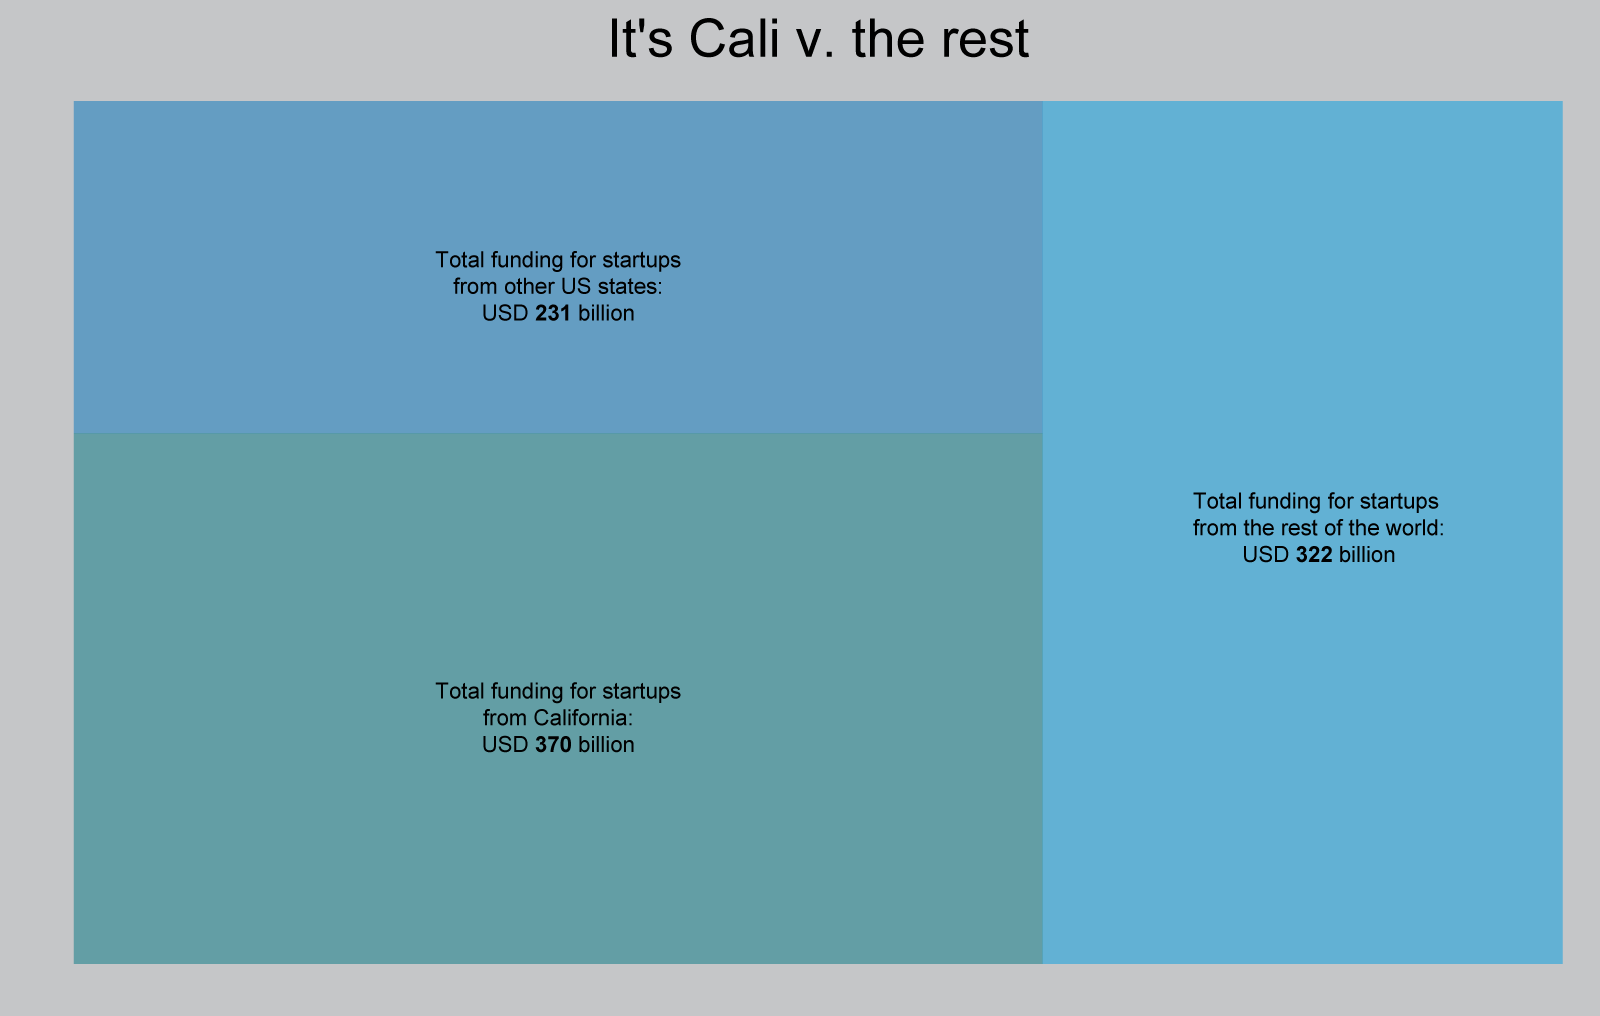 It's Cali v. the rest
Total funding for startups
from other US states:
USD 231 billion
Total funding for startups
from the rest of the world:
USD 322 billion
Total funding for startups
from California:
USD 370 billion